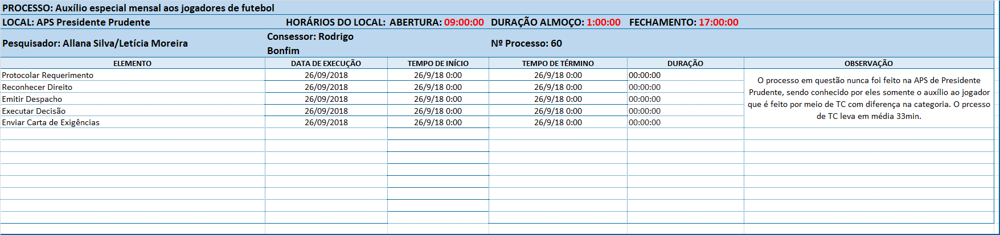 PROCESSO: Auxílio especial mensal aos jogadores de futebol
LOCAL: APS Presidente Prudente HORÁRIOS DO LOCAL: ABERTURA: 09:00:00 DURAÇÃO ALMOÇO: 1:00:00 FECHAMENTO: 17:00:00
Pesquisador: Allana Silva/Letícia Moreira Consessor: Rodrigo Bonfim Nº Processo: 60
ELEMENTO DATA DE EXECUÇÃO TEMPO DE INÍCIO TEMPO DE TÉRMINO DURAÇÃO OBSERVAÇÃO
Protocolar Requerimento 26/09/2018 26/9/18 0:00 26/9/18 0:00 00:00:00
Reconhecer Direito 26/09/2018 26/9/18 0:00 26/9/18 0:00 00:00:00
Emitir Despacho 26/09/2018 26/9/18 0:00 26/9/18 0:00 00:00:00
Executar Decisão 26/09/2018 26/9/18 0:00 26/9/18 0:00 00:00:00
Enviar Carta de Exigências 26/09/2018 26/9/18 0:00 26/9/18 0:00 00:00:00
O processo em questão nunca foi feito na APS de Presidente
Prudente, sendo conhecido por eles somente o auxílio ao jogador
que é feito por meio de TC com diferença na categoria. O prcesso
de TC leva em média 33min.